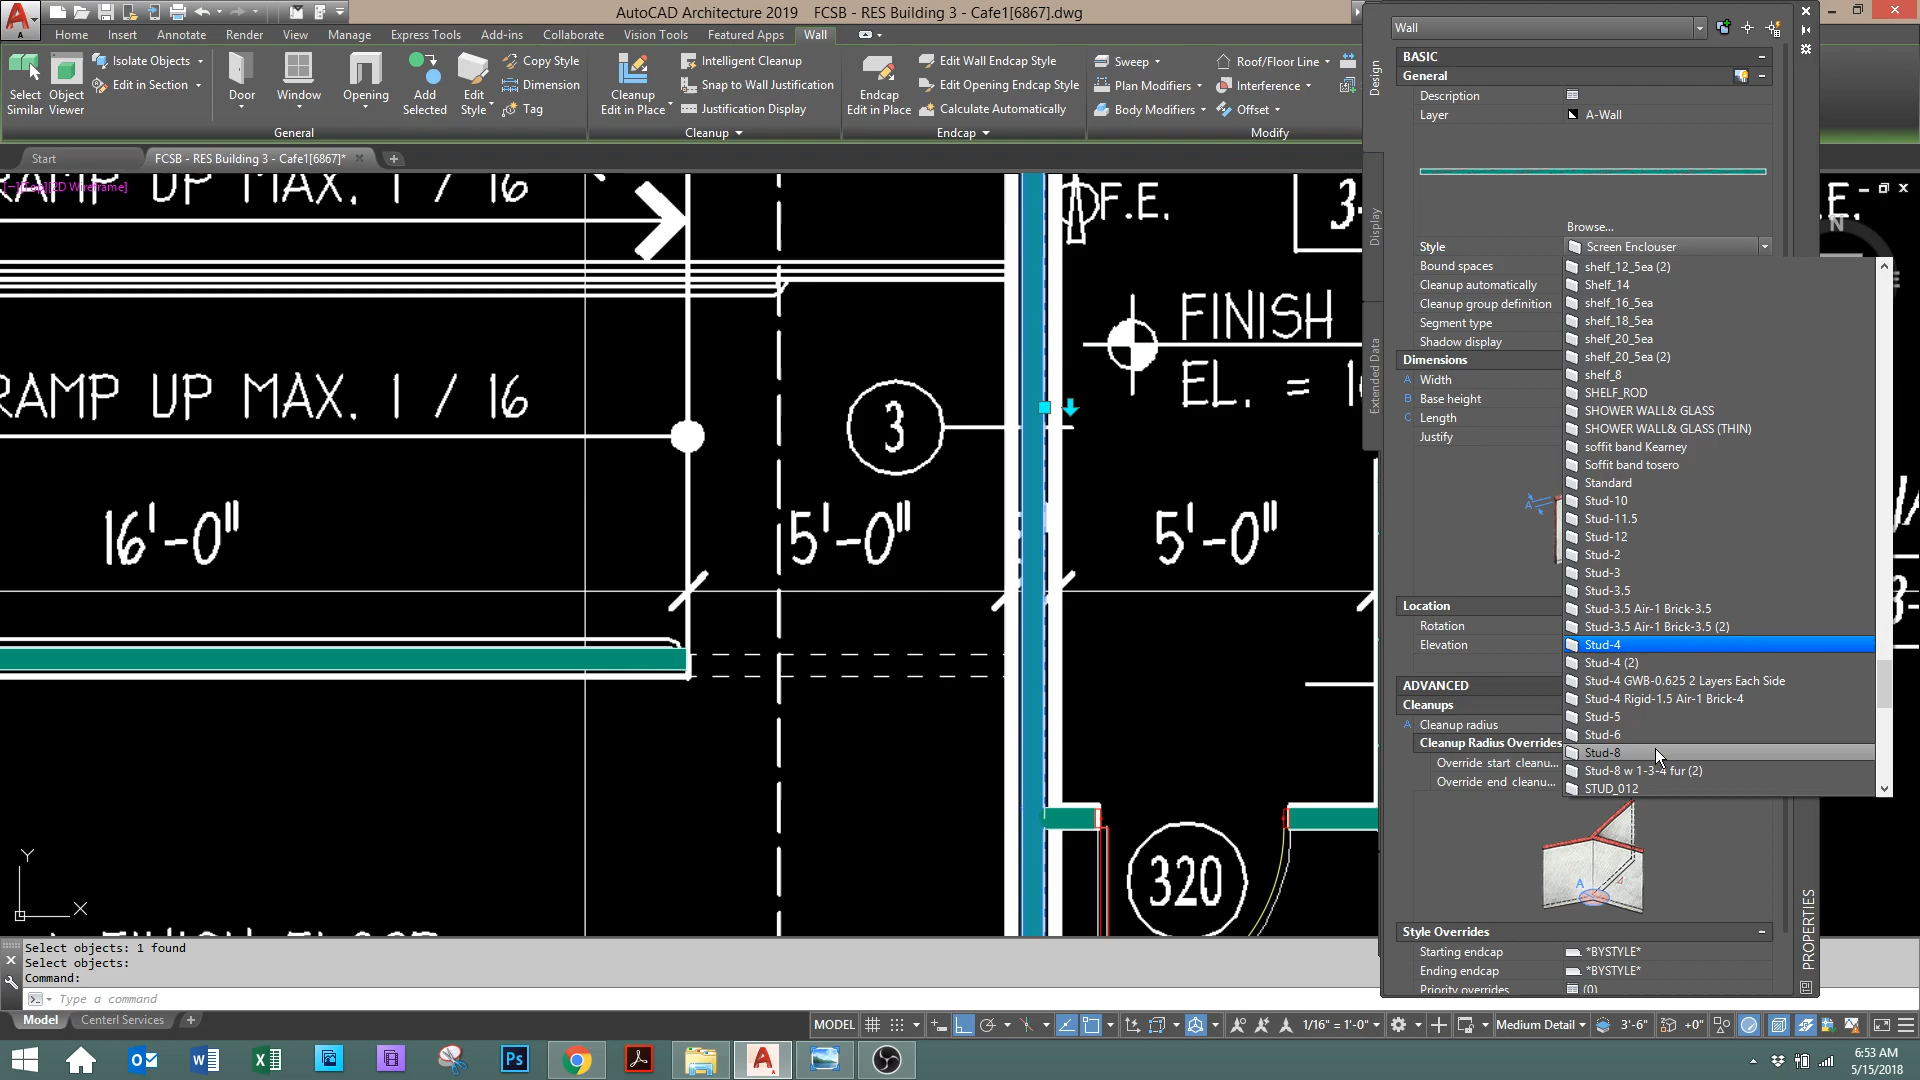 AutoCAD Architecture 2019 FCSB - RES Building 3 - Cafe1[6867].dwg
Home Insert Annotate Render View Manage Express Tools Add-ins Collaborate Vision Tools Featured Apps Wall
Select Similar
Object Viewer
Isolate Objects
Edit in Section
Door
Window
Opening
Add Selected
Edit Style
Copy Style
Dimension
Tag
General
Cleanup Edit in Place
Intelligent Cleanup
Snap to Wall Justification
Justification Display
Cleanup
Endcap Edit in Place
Edit Wall Endcap Style
Edit Opening Endcap Style
Calculate Automatically
Endcap
Sweep
Plan Modifiers
Body Modifiers
Roof/Floor Line
Interference
Offset
Modify
Start
FCSB - RES Building 3 - Cafe1[6867]*
[−][Top][2D Wireframe]
RAMP UP MAX. 1 / 16
RAMP UP MAX. 1 / 16
F.E.
3-
FINISH
EL. = 1
3
16'-0"
5'-0"
5'-0"
320
Y
X
N
E.
3-
Select objects: 1 found
Select objects:
Command:
Type a command
Model
Centerl Services
MODEL
1/16" = 1'-0"
Medium Detail
3'-6"
+0"
Design
Display
Extended Data
PROPERTIES
Wall
BASIC
General
Description
Layer A-Wall
Browse...
Style Screen Enclouser
Bound spaces
Cleanup automatically
Cleanup group definition
Segment type
Shadow display
Dimensions
A Width
B Base height
C Length
Justify
A
Location
Rotation
Elevation
ADVANCED
Cleanups
A Cleanup radius
Cleanup Radius Overrides
Override start cleanu...
Override end cleanu...
A
Style Overrides
Starting endcap *BYSTYLE*
Ending endcap *BYSTYLE*
Priority overrides (0)
shelf_12_5ea (2)
Shelf_14
shelf_16_5ea
shelf_18_5ea
shelf_20_5ea
shelf_20_5ea (2)
shelf_8
SHELF_ROD
SHOWER WALL& GLASS
SHOWER WALL& GLASS (THIN)
soffit band Kearney
Soffit band tosero
Standard
Stud-10
Stud-11.5
Stud-12
Stud-2
Stud-3
Stud-3.5
Stud-3.5 Air-1 Brick-3.5
Stud-3.5 Air-1 Brick-3.5 (2)
Stud-4
Stud-4 (2)
Stud-4 GWB-0.625 2 Layers Each Side
Stud-4 Rigid-1.5 Air-1 Brick-4
Stud-5
Stud-6
Stud-8
Stud-8 w 1-3-4 fur (2)
STUD_012
6:53 AM
5/15/2018